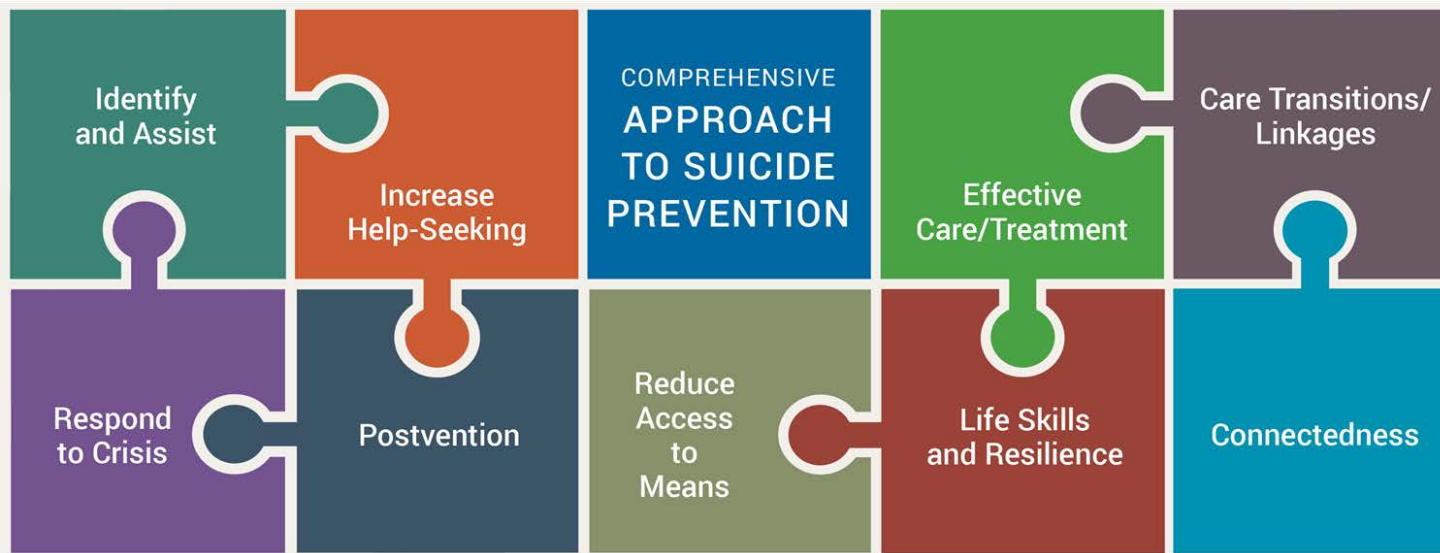 Identify
and Assist
Increase
Help-Seeking
COMPREHENSIVE
APPROACH
TO SUICIDE
PREVENTION
Effective
Care/Treatment
Care Transitions/
Linkages
Respond
to Crisis
Postvention
Reduce
Access
to
Means
Life Skills
and Resilience
Connectedness